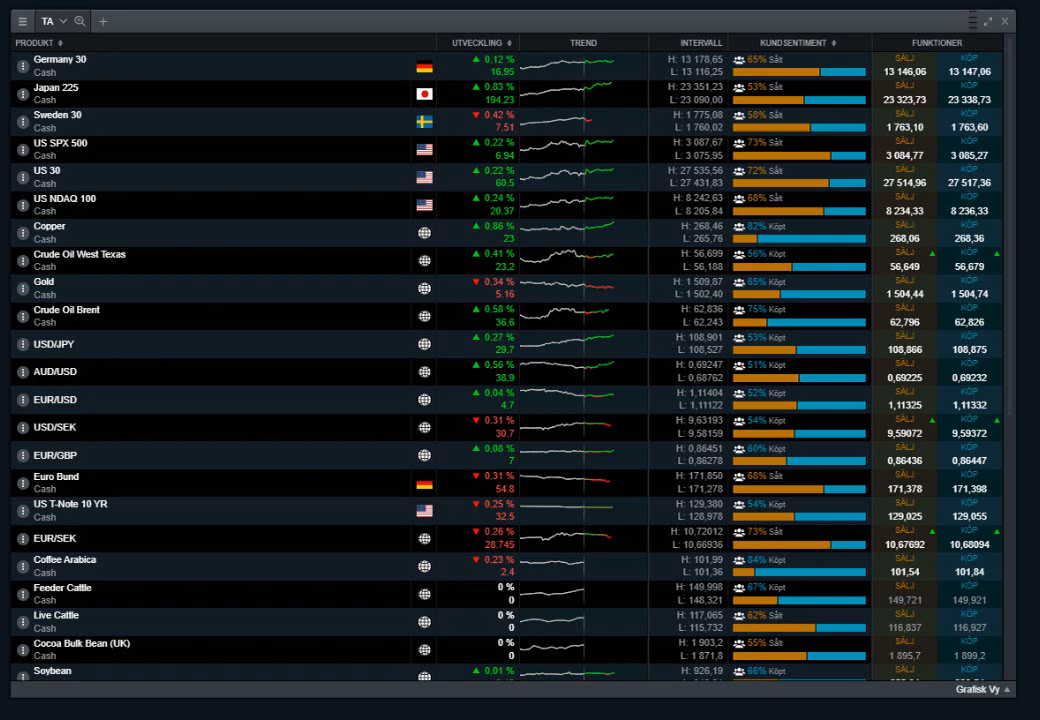 TA
PRODUKT UTVECKLING TREND INTERVALL KUNDSENTIMENT FUNKTIONER
Germany 30 0,12 % H: 13 178,65 65% Sålt SÄLJ KÖP
Cash 16,95 L: 13 116,25 13 146,06 13 147,06
Japan 225 0,83 % H: 23 351,23 53% Sålt SÄLJ KÖP
Cash 194,23 L: 23 090,00 23 323,73 23 338,73
Sweden 30 0,42 % H: 1 775,08 58% Sålt SÄLJ KÖP
Cash 7.51 L: 1 760,02 1 763,10 1 763,60
US SPX 500 0,22 % H: 3 087,67 73% Sålt SÄLJ KÖP
Cash 6,94 L: 3 075,95 3 084,77 3 085,27
US 30 0,22 % H: 27 535,56 72% Sålt SÄLJ KÖP
Cash 60,5 L: 27 431,83 27 514,96 27 517,36
US NDAQ 100 0,24 % H: 8 242,63 68% Sålt SÄLJ KÖP
Cash 20,37 L: 8 205,84 8 234,33 8 236,33
Copper 0,86 % H: 268,46 82% Köpt SÄLJ KÖP
Cash 23 L: 265,76 268,06 268,36
Crude Oil West Texas 0,41 % H: 56,699 56% Köpt SÄLJ KÖP
Cash 23,2 L: 56,188 56,649 56,679
Gold 0,34 % H: 1 509,87 65% Köpt SÄLJ KÖP
Cash 5.16 L: 1 502,40 1 504,44 1 504,74
Crude Oil Brent 0,58 % H: 62,836 75% Köpt SÄLJ KÖP
Cash 36.6 L: 62,243 62,796 62,826
USD/JPY 0,27 % H: 108,901 53% Köpt SÄLJ KÖP
29.7 L: 108,527 108,866 108,875
AUD/USD 0,56 % H: 0,69247 51% Köpt SÄLJ KÖP
38.9 L: 0,68762 0,69225 0,69232
EUR/USD 0,04 % H: 1,11404 52% Köpt SÄLJ KÖP
4.7 L: 1,11122 1,11325 1,11332
USD/SEK 0,31 % H: 9,63193 54% Köpt SÄLJ KÖP
30.7 L: 9,58159 9,59072 9,59372
EUR/GBP 0,08 % H: 0,86451 60% Köpt SÄLJ KÖP
7 L: 0,86278 0,86436 0,86447
Euro Bund 0,31 % H: 171,850 68% Sålt SÄLJ KÖP
Cash 54.8 L: 171,278 171,378 171,398
US T-Note 10 YR 0,25 % H: 129,380 54% Köpt SÄLJ KÖP
Cash 32.5 L: 128,978 129,025 129,055
EUR/SEK 0,26 % H: 10,72012 73% Sålt SÄLJ KÖP
28.745 L: 10,66936 10,67692 10,68094
Coffee Arabica 0,23 % H: 101,99 84% Köpt SÄLJ KÖP
Cash 2.4 L: 101,36 101,54 101,84
Feeder Cattle 0 % H: 149,998 67% Köpt SÄLJ KÖP
Cash 0 L: 148,321 149,721 149,921
Live Cattle 0 % H: 117,065 62% Sålt SÄLJ KÖP
Cash 0 L: 115,732 116,837 116,927
Cocoa Bulk Bean (UK) 0 % H: 1 903,2 55% Sålt SÄLJ KÖP
Cash 0 L: 1 871,8 1 895,7 1 899,2
Soybean 0,01 % H: 926,19 66% Köpt SÄLJ KÖP
Grafisk Vy